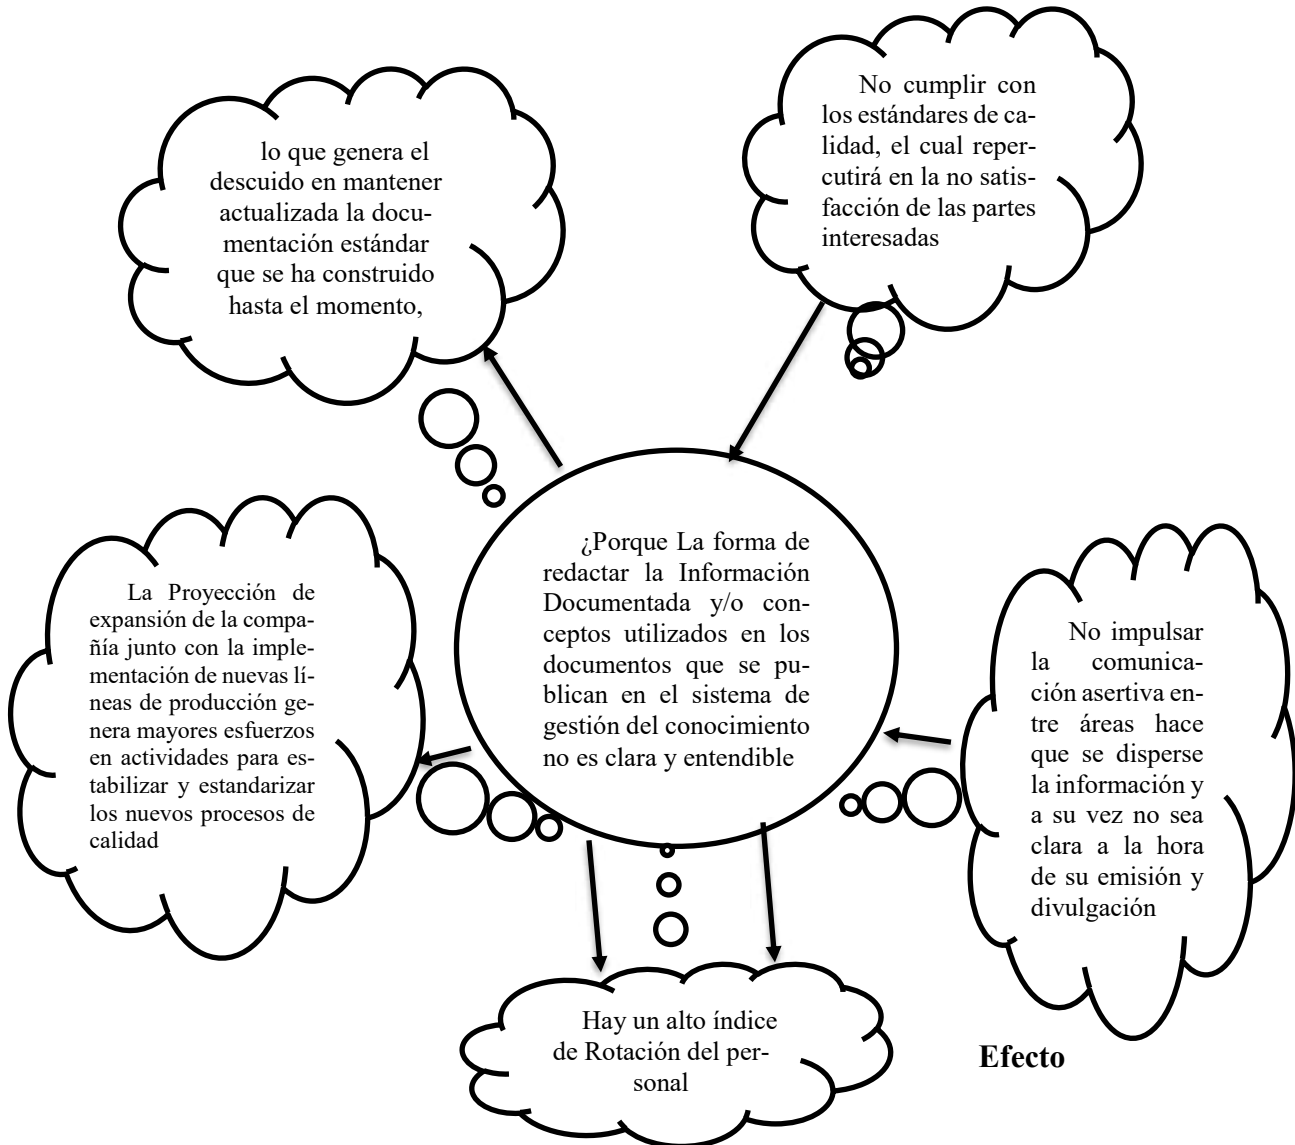 No cumplir con
los estándares de ca-
lidad, el cual reper-
cutirá en la no satis-
facción de las partes
interesadas
lo que genera el
descuido en mantener
actualizada la docu-
mentación estándar
que se ha construido
hasta el momento,
¿Porque La forma de
redactar la Información
Documentada y/o con-
ceptos utilizados en los
documentos que se pu-
blican en el sistema de
gestión del conocimiento
no es clara y entendible
La Proyección de
expansión de la compa-
ñía junto con la imple-
mentación de nuevas lí-
neas de producción ge-
nera mayores esfuerzos
en actividades para es-
tabilizar y estandarizar
los nuevos procesos de
calidad
No impulsar
la comunica-
ción asertiva en-
tre áreas hace
que se disperse
la información y
a su vez no sea
clara a la hora
de su emisión y
divulgación
Hay un alto índice
de Rotación del per-
sonal
Efecto